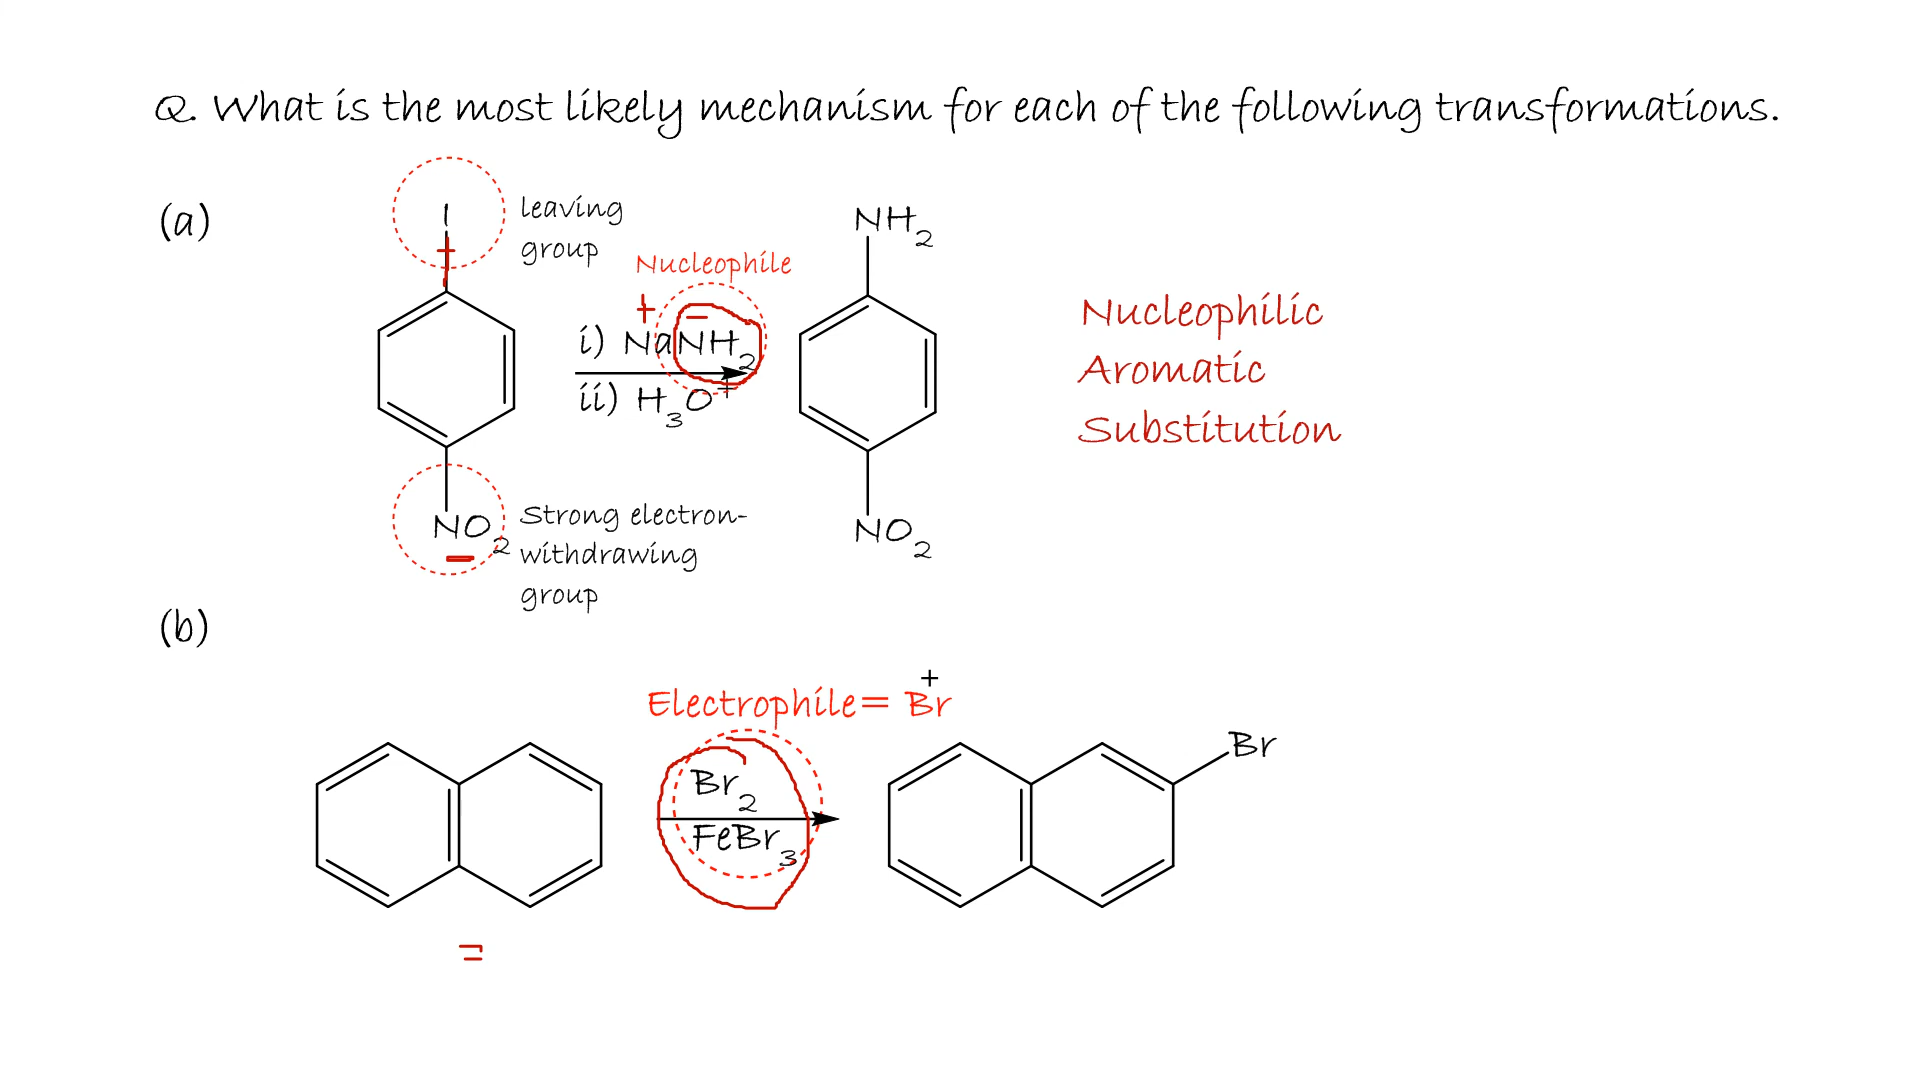 Q. What is the most likely mechanism for each of the following transformations.
(a)
I
leaving
group
Nucleophile
+ −
i) NaNH2
ii) H3O+
NO2
Strong electron-
withdrawing
group
NH2
NO2
Nucleophilic
Aromatic
Substitution
(b)
Electrophile= Br+
Br2
FeBr3
Br